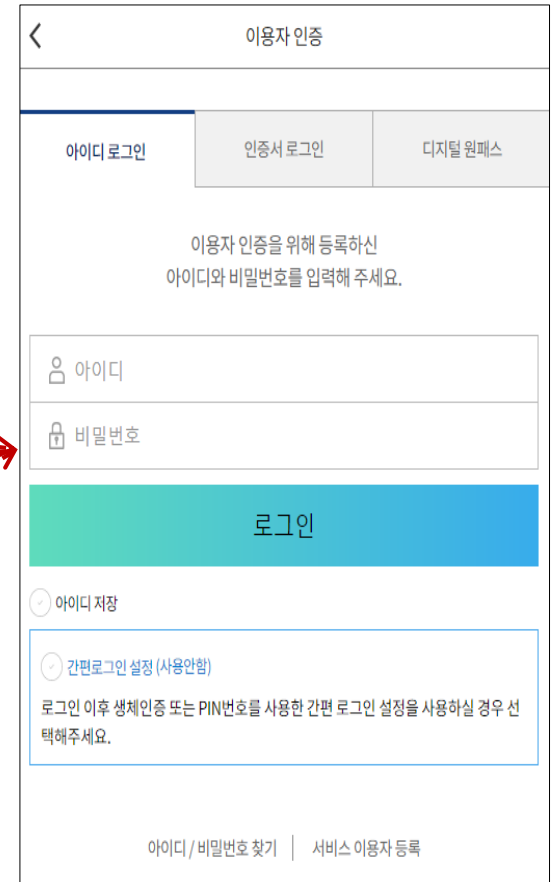 이용자 인증
아이디 로그인
인증서 로그인
디지털 원패스
이용자 인증을 위해 등록하신
아이디와 비밀번호를 입력해 주세요.
아이디
비밀번호
로그인
아이디 저장
간편로그인 설정 (사용안함)
로그인 이후 생체인증 또는 PIN번호를 사용한 간편 로그인 설정을 사용하실 경우 선
택해주세요.
아이디 / 비밀번호 찾기 | 서비스 이용자 등록